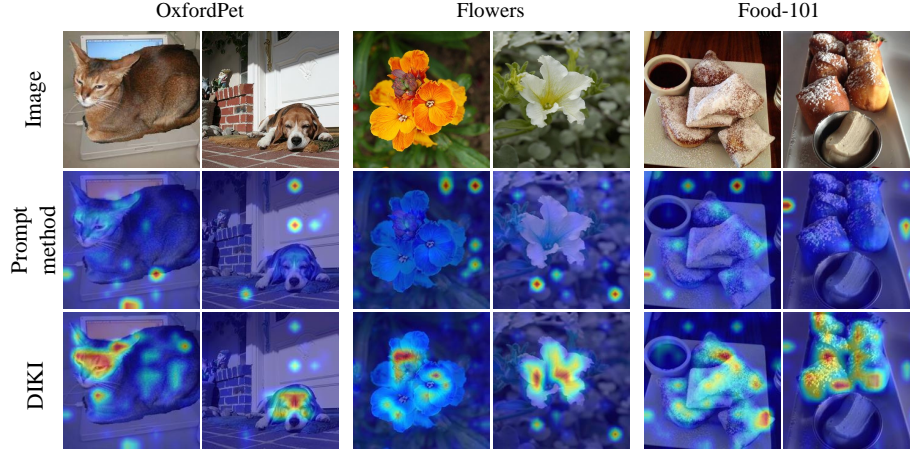 OxfordPet
Flowers
Food-101
Image
Prompt
method
DIKI